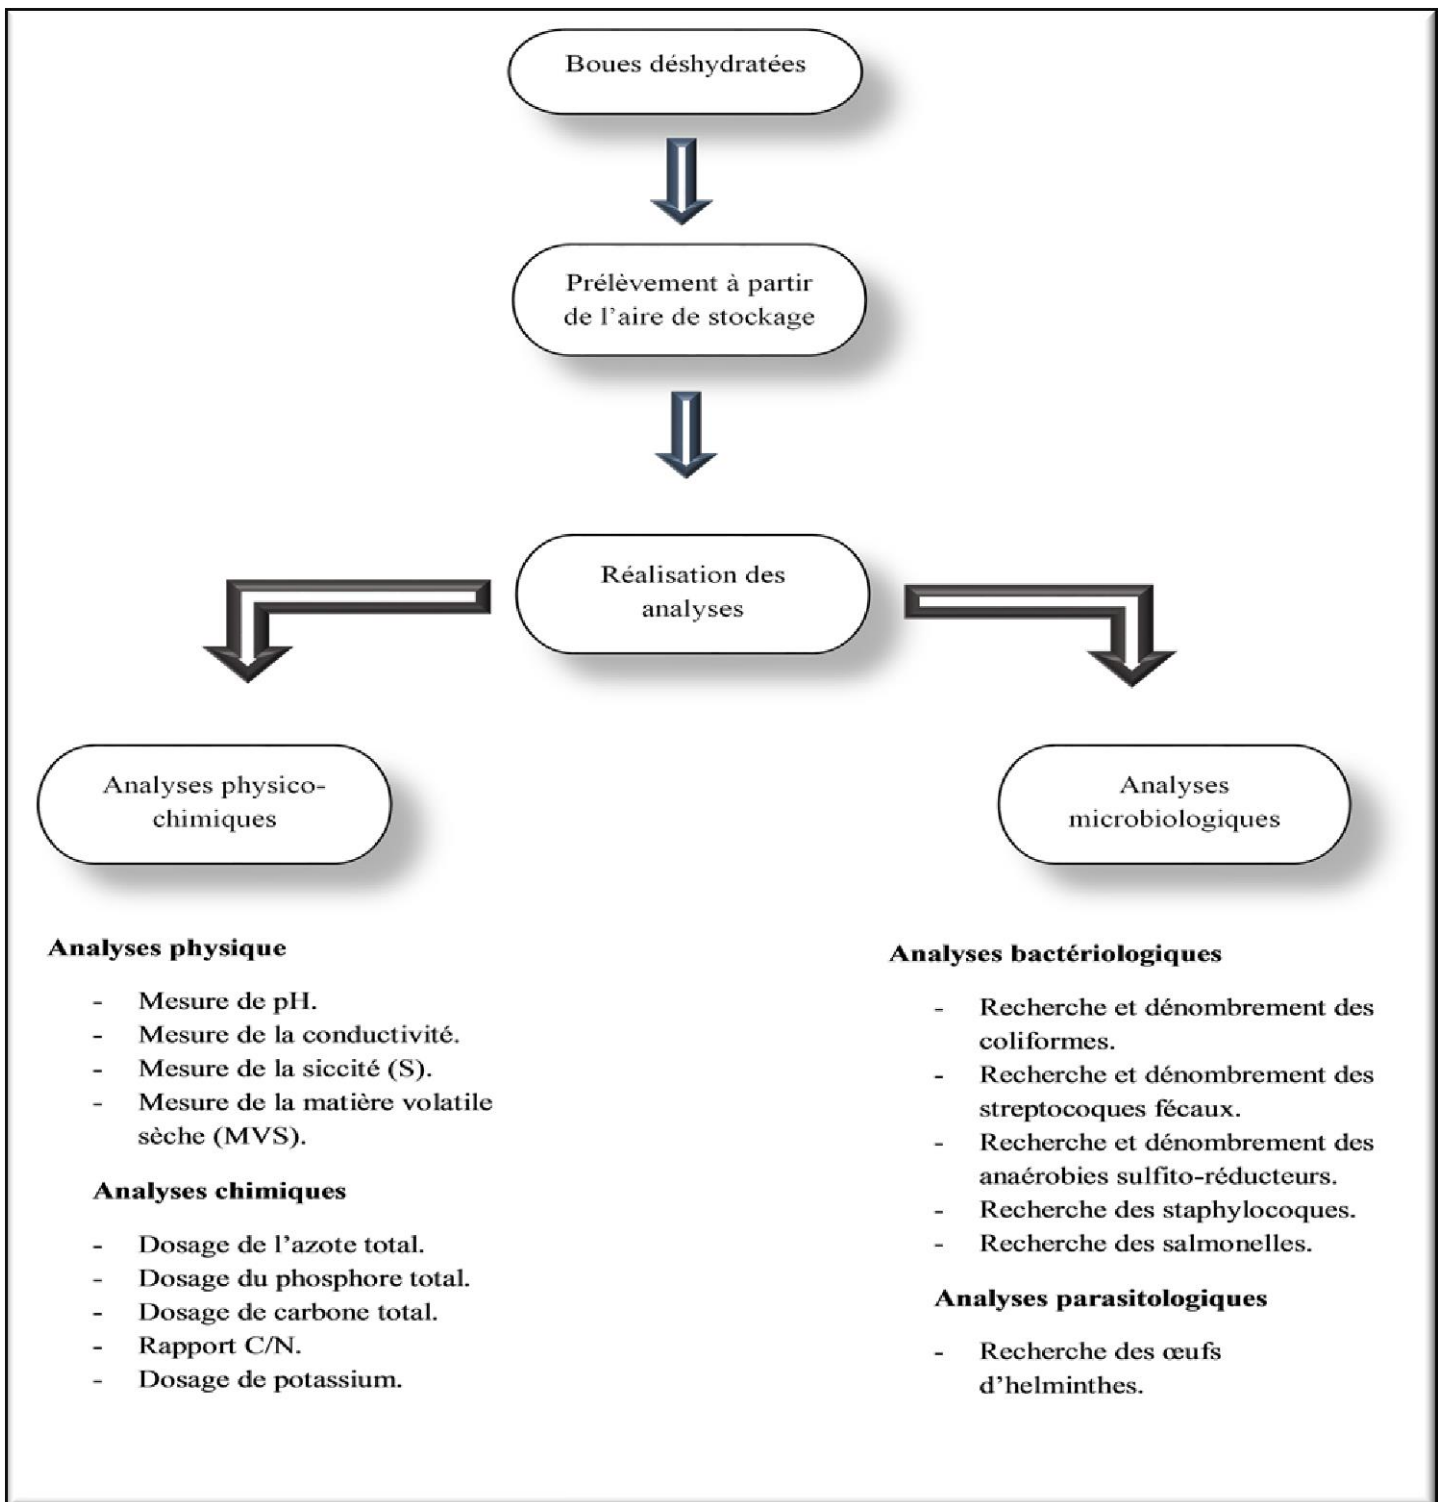 Boues déshydratées
Prélèvement à partir
de l’aire de stockage
Réalisation des
analyses
Analyses physico-
chimiques
Analyses physique
- Mesure de pH.
- Mesure de la conductivité.
- Mesure de la siccité (S).
- Mesure de la matière volatile
sèche (MVS).
Analyses chimiques
- Dosage de l’azote total.
- Dosage du phosphore total.
- Dosage de carbone total.
- Rapport C/N.
- Dosage de potassium.
Analyses
microbiologiques
Analyses bactériologiques
- Recherche et dénombrement des
coliformes.
- Recherche et dénombrement des
streptocoques fécaux.
- Recherche et dénombrement des
anaérobies sulfito-réducteurs.
- Recherche des staphylocoques.
- Recherche des salmonelles.
Analyses parasitologiques
- Recherche des œufs
d’helminthes.